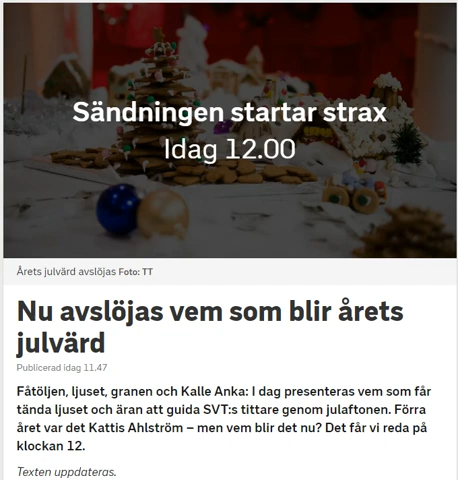 Sändningen startar strax
Idag 12.00
Årets julvärd avslöjas Foto: TT
Nu avslöjas vem som blir årets
julvärd
Publicerad idag 11.47
Fåtöljen, ljuset, granen och Kalle Anka: I dag presenteras vem som får
tända ljuset och äran att guida SVT:s tittare genom julaftonen. Förra
året var det Kattis Ahlström – men vem blir det nu? Det får vi reda på
klockan 12.
Texten uppdateras.